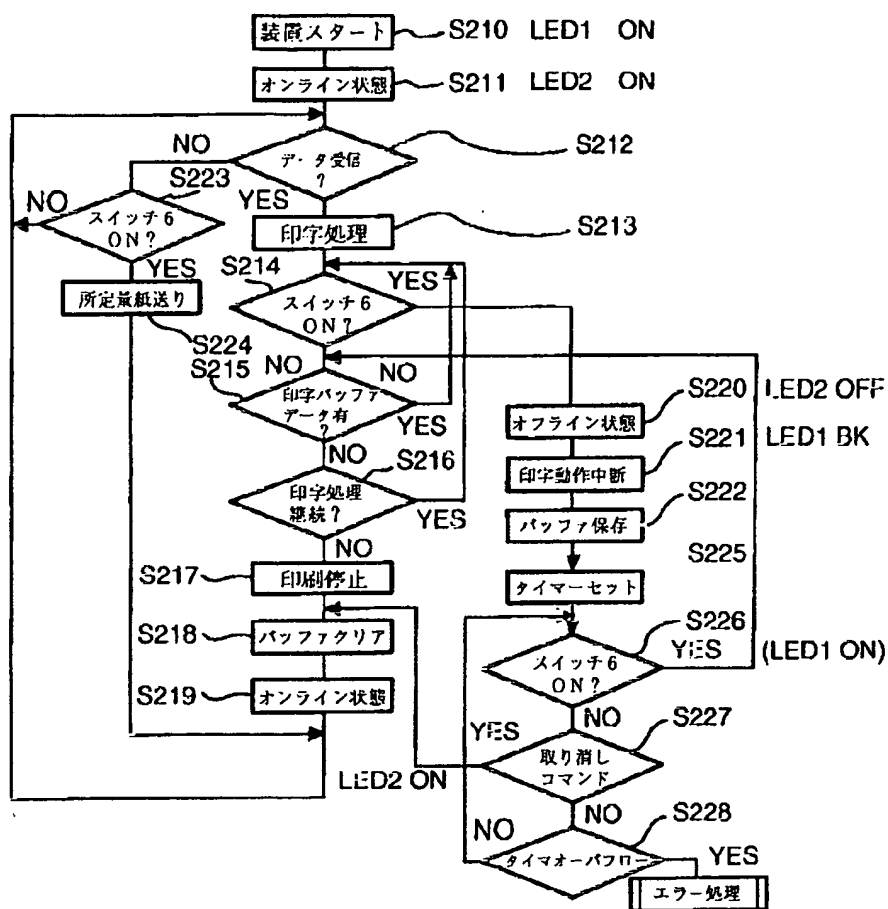 装置スタート S210 LED1 ON
オンライン状態 S211 LED2 ON
NO データ受信 S212
?
S223 YES
NO スイッチ6
ON?
印字処理 S213
YES
S214 YES
スイッチ6
ON?
所定量紙送り
S224
S215 NO NO
印字バッファ
データ有
?
YES
S220 LED2 OFF
オフライン状態
S221 LED1 BK
NO S216
印字動作中断
印字処理
継続?
YES
S222
バッファ保存
NO
S225
S217 印刷停止
タイマーセット
S218 バッファクリア
S226
スイッチ6
ON?
YES (LED1 ON)
S219 オンライン状態
NO
YES S227
取り消し
コマンド
LED2 ON
NO
NO S228
タイマオーバフロー YES
エラー処理